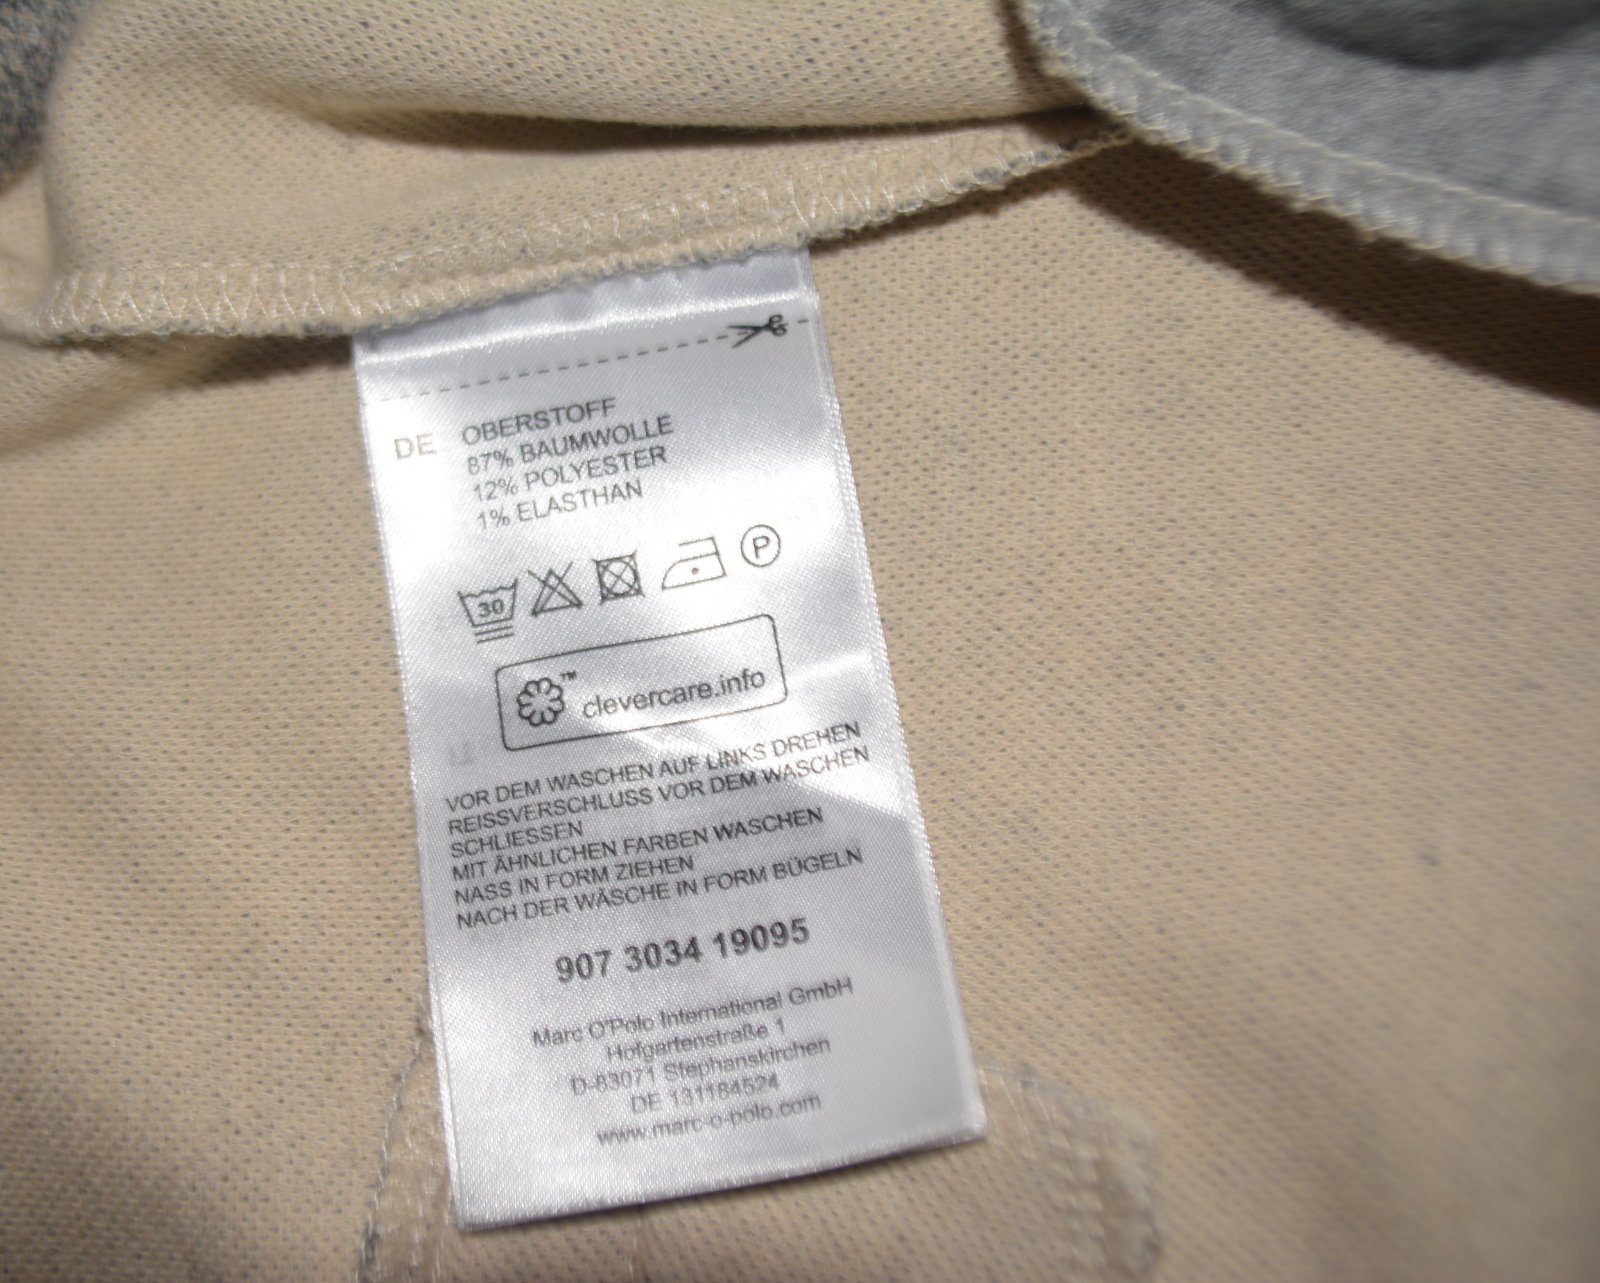 DE OBERSTOFF
87% BAUMWOLLE
12% POLYESTER
1% ELASTHAN
30 P
clevercare.info™
VOR DEM WASCHEN AUF LINKS DREHEN
REISSVERSCHLUSS VOR DEM WASCHEN
SCHLIESSEN
MIT ÄHNLICHEN FARBEN WASCHEN
NASS IN FORM ZIEHEN
NACH DER WÄSCHE IN FORM BÜGELN
907 3034 19095
Marc O'Polo International GmbH
Hofgartenstraße 1
D-83071 Stephanskirchen
DE 131184524
www.marc-o-polo.com